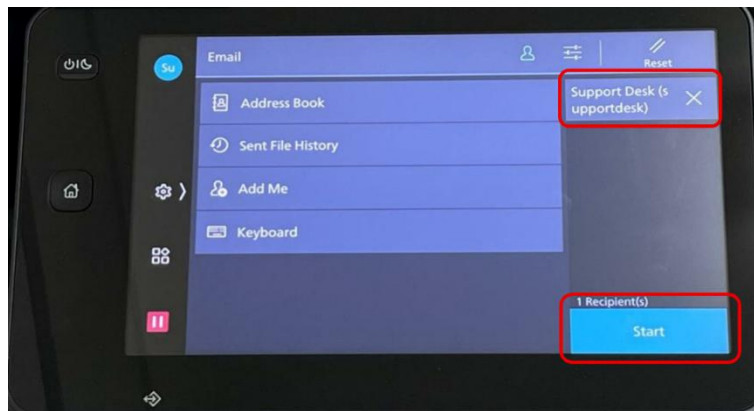 Su
Email
Reset
Address Book
Sent File History
Add Me
Keyboard
Support Desk (s
upportdesk)
1 Recipient(s)
Start